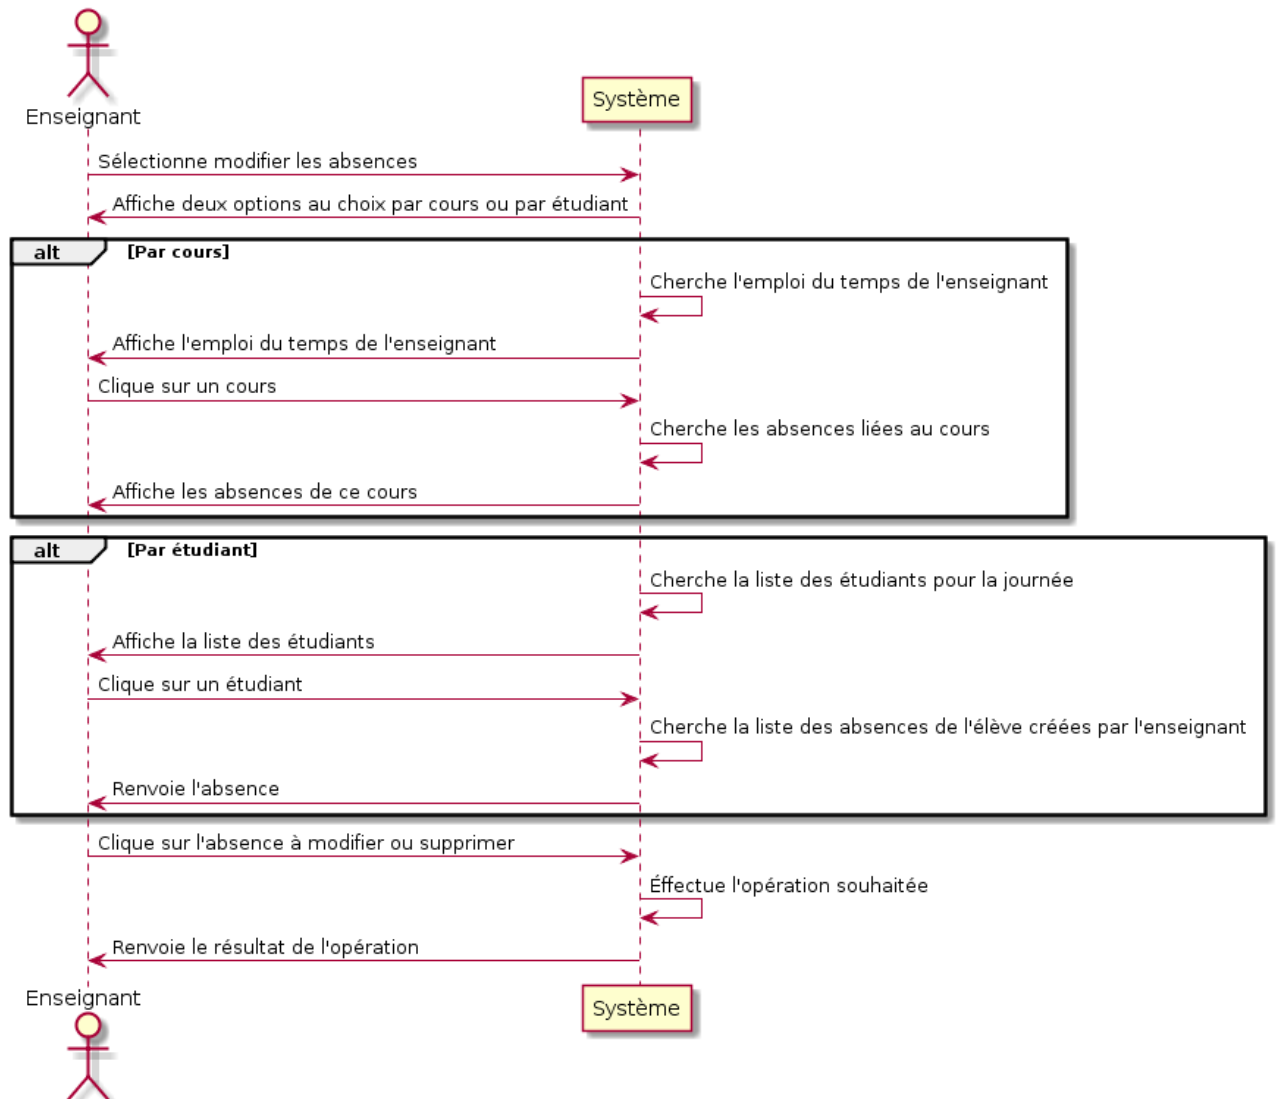 Enseignant
Système
Sélectionne modifier les absences
Affiche deux options au choix par cours ou par étudiant
alt [Par cours]
Cherche l'emploi du temps de l'enseignant
Affiche l'emploi du temps de l'enseignant
Clique sur un cours
Cherche les absences liées au cours
Affiche les absences de ce cours
alt [Par étudiant]
Cherche la liste des étudiants pour la journée
Affiche la liste des étudiants
Clique sur un étudiant
Cherche la liste des absences de l'élève créées par l'enseignant
Renvoie l'absence
Clique sur l'absence à modifier ou supprimer
Éffectue l'opération souhaitée
Renvoie le résultat de l'opération
Enseignant
Système